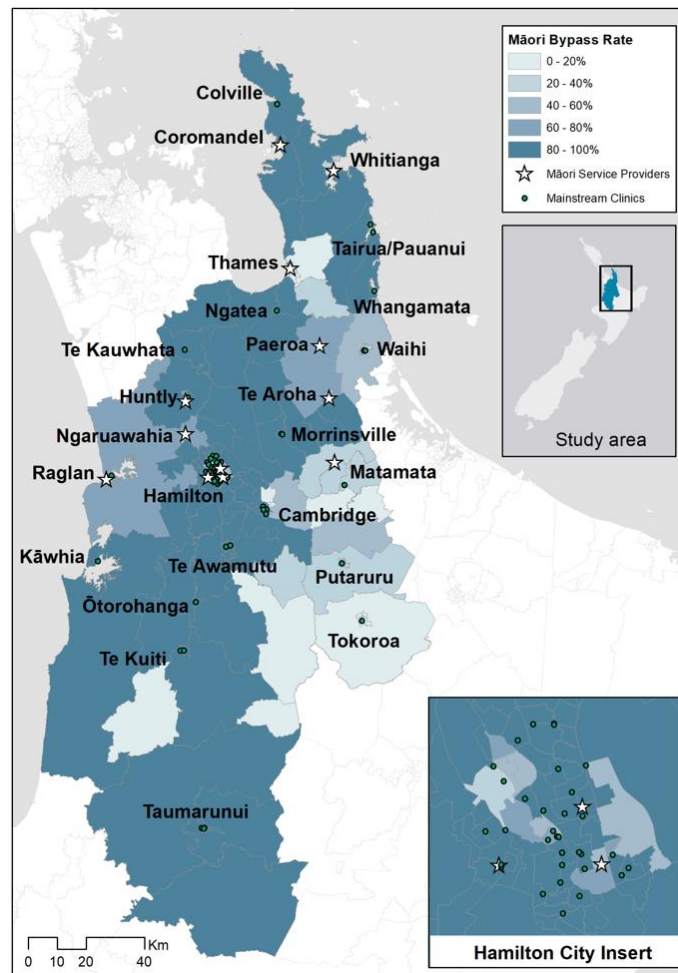 Māori Bypass Rate
0 - 20%
20 - 40%
40 - 60%
60 - 80%
80 - 100%
Māori Service Providers
Mainstream Clinics
Colville
Coromandel
Whitianga
Tairua/Pauanui
Thames
Whangamata
Ngatea
Te Kauwhata
Paeroa
Waihi
Huntly
Te Aroha
Ngaruawahia
Morrinsville
Raglan
Matamata
Hamilton
Cambridge
Kāwhia
Te Awamutu
Putaruru
Ōtorohanga
Tokoroa
Te Kuiti
Taumarunui
Study area
Km
0 10 20 40
Hamilton City Insert